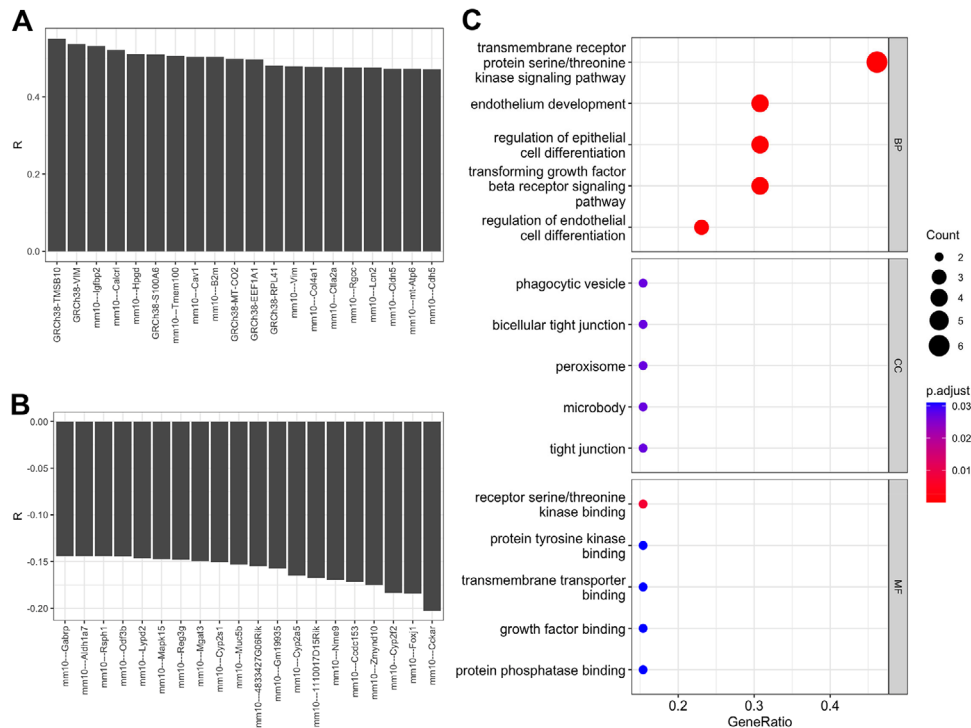 A
0.4
0.2
0.0
R
GRCh38-TMSB10
GRCh38-VIM
mm10---Igfbp2
mm10---Calcrl
mm10---Hpgd
GRCh38-S100A6
mm10---Tmem100
mm10---Cav1
mm10---B2m
GRCh38-MT-CO2
GRCh38-EEF1A1
GRCh38-RPL41
mm10---Vim
mm10---Col4a1
mm10---Ctla2a
mm10---Rgcc
mm10---Lcn2
mm10---Cldn5
mm10---mt-Atp6
mm10---Cdh5
B
0.00
-0.05
-0.10
-0.15
-0.20
R
mm10---Gabrp
mm10---Aldh1a7
mm10---Rsph1
mm10---Odf3b
mm10---Lypd2
mm10---Mapk15
mm10---Reg3g
mm10---Mgat3
mm10---Cyp2s1
mm10---Muc5b
mm10---4833427G06Rik
mm10---Gm19935
mm10---Cyp2a5
mm10---1110017D15Rik
mm10---Nme9
mm10---Ccdc153
mm10---Zmynd10
mm10---Cyp2f2
mm10---Foxj1
mm10---Cckar
C
transmembrane receptor
protein serine/threonine
kinase signaling pathway
endothelium development
regulation of epithelial
cell differentiation
transforming growth factor
beta receptor signaling
pathway
regulation of endothelial
cell differentiation
BP
phagocytic vesicle
bicellular tight junction
peroxisome
microbody
tight junction
CC
receptor serine/threonine
kinase binding
protein tyrosine kinase
binding
transmembrane transporter
binding
growth factor binding
protein phosphatase binding
MF
0.2
0.3
0.4
GeneRatio
Count
2
3
4
5
6
p.adjust
0.03
0.02
0.01